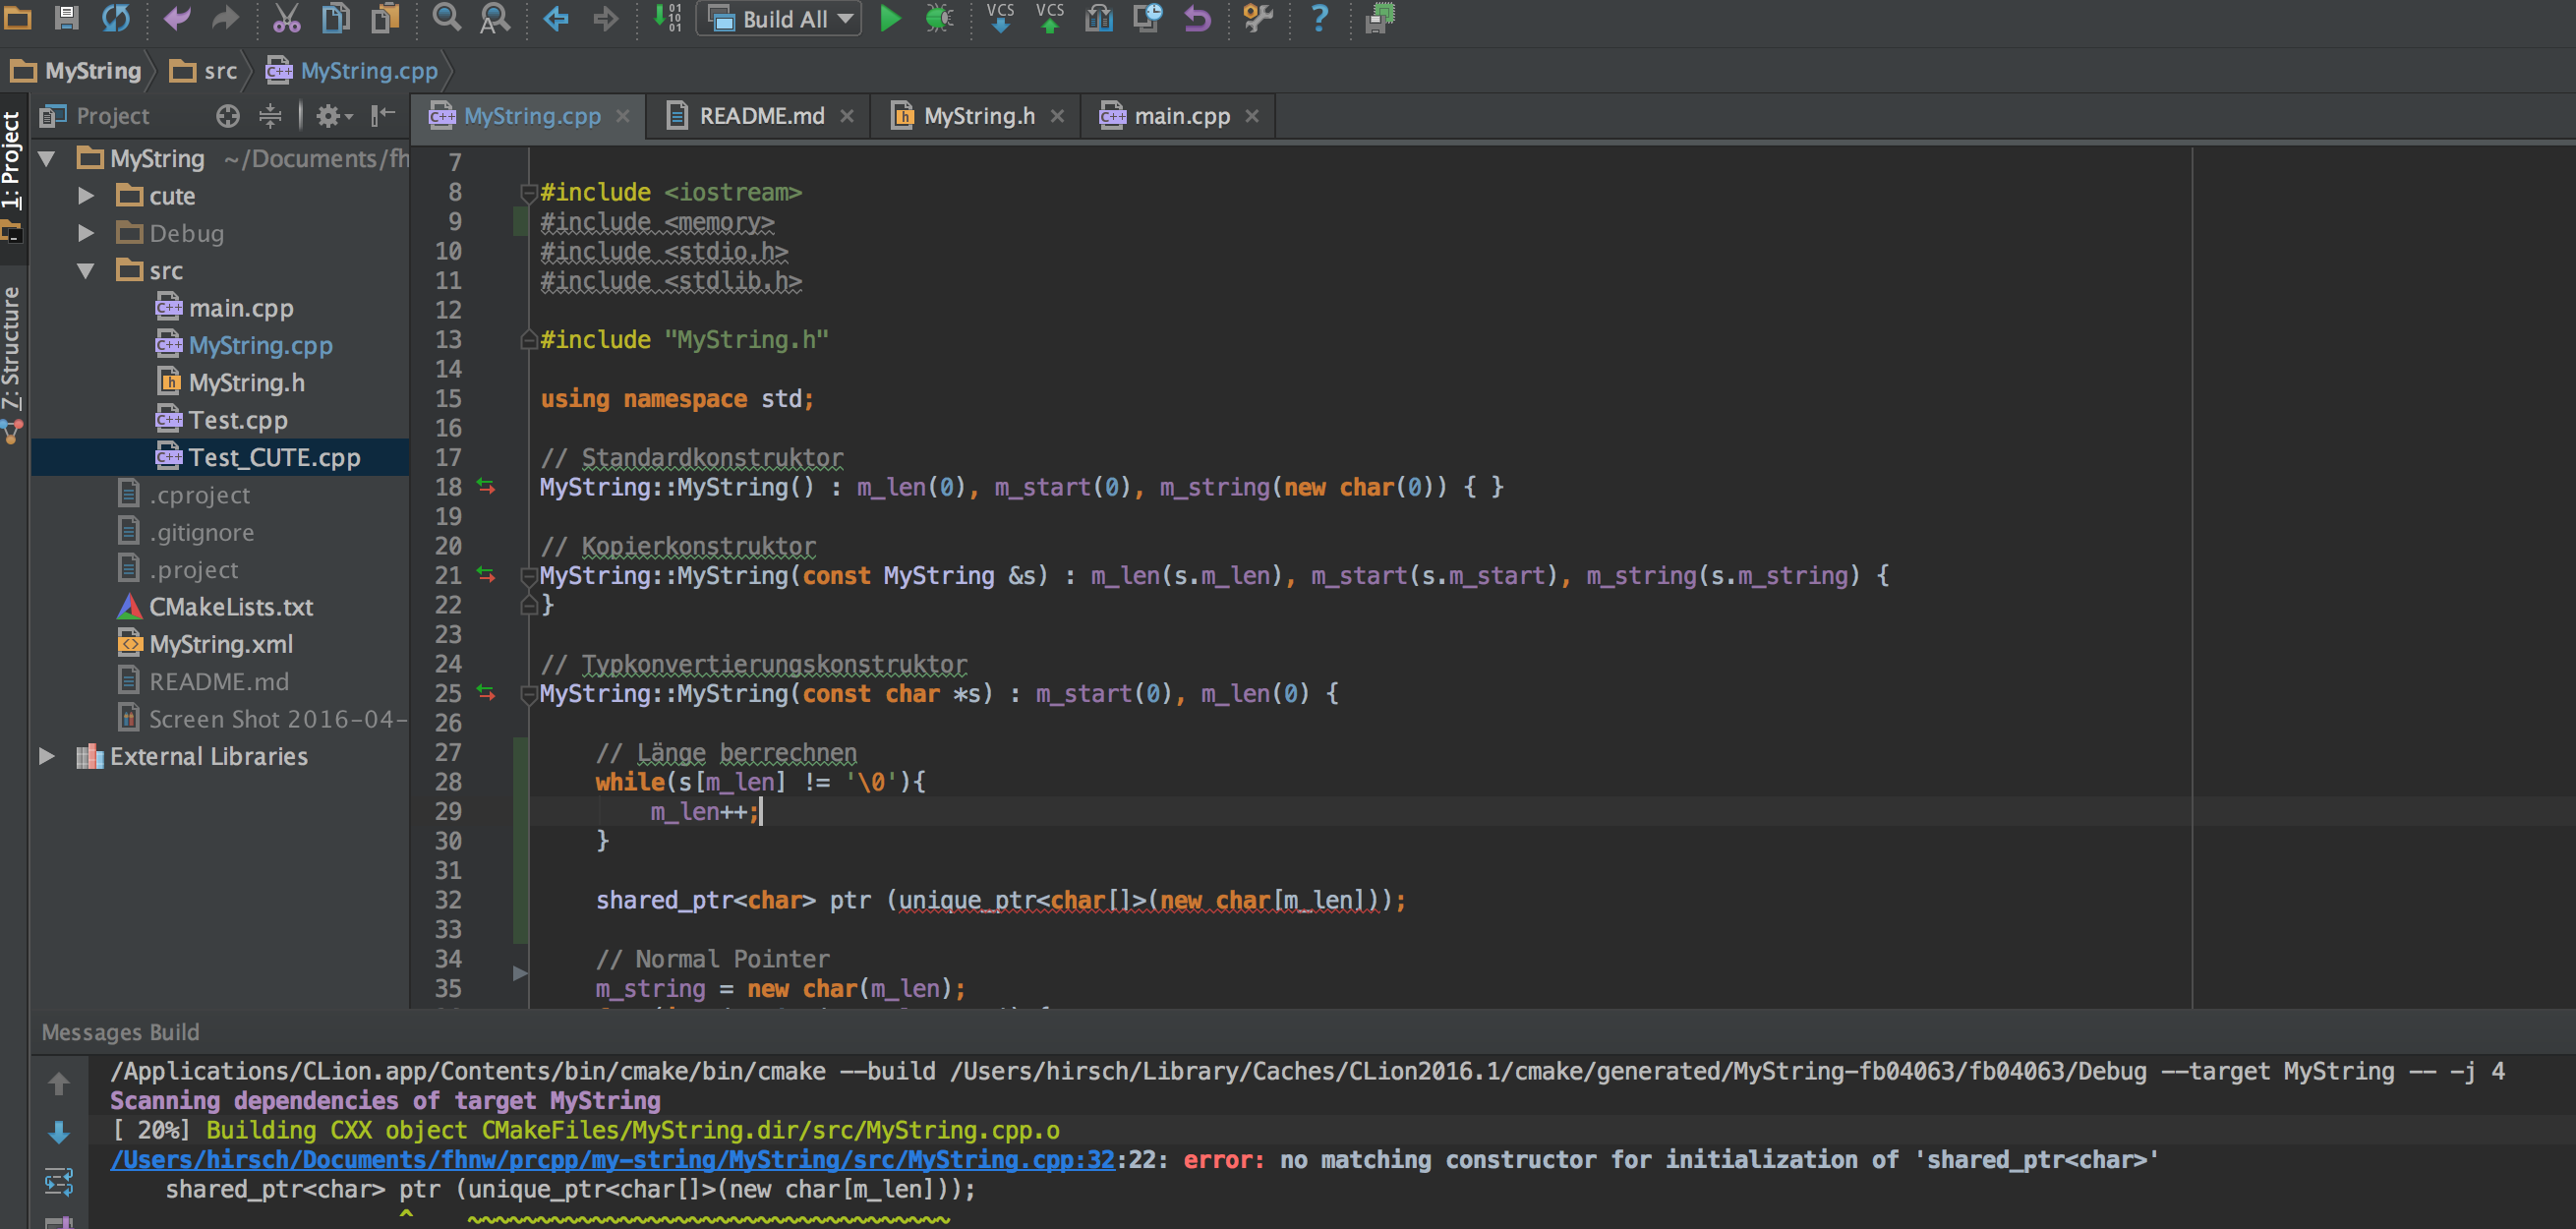 Build All
VCS VCS
MyString src MyString.cpp
Project
MyString.cpp README.md MyString.h main.cpp
1: Project
Z: Structure
MyString ~/Documents/fh
cute
Debug
src
main.cpp
MyString.cpp
MyString.h
Test.cpp
Test_CUTE.cpp
.cproject
.gitignore
.project
CMakeLists.txt
MyString.xml
README.md
Screen Shot 2016-04-
External Libraries
7
8 #include <iostream>
9 #include <memory>
10 #include <stdio.h>
11 #include <stdlib.h>
12
13 #include "MyString.h"
14
15 using namespace std;
16
17 // Standardkonstruktor
18 MyString::MyString() : m_len(0), m_start(0), m_string(new char(0)) { }
19
20 // Kopierkonstruktor
21 MyString::MyString(const MyString &s) : m_len(s.m_len), m_start(s.m_start), m_string(s.m_string) {
22 }
23
24 // Typkonvertierungskonstruktor
25 MyString::MyString(const char *s) : m_start(0), m_len(0) {
26
27 // Länge berrechnen
28 while(s[m_len] != '\0'){
29 m_len++;
30 }
31
32 shared_ptr<char> ptr (unique_ptr<char[]>(new char[m_len]));
33
34 // Normal Pointer
35 m_string = new char(m_len);
Messages Build
/Applications/CLion.app/Contents/bin/cmake/bin/cmake --build /Users/hirsch/Library/Caches/CLion2016.1/cmake/generated/MyString-fb04063/fb04063/Debug --target MyString -- -j 4
Scanning dependencies of target MyString
[ 20%] Building CXX object CMakeFiles/MyString.dir/src/MyString.cpp.o
/Users/hirsch/Documents/fhnw/prcpp/my-string/MyString/src/MyString.cpp:32:22: error: no matching constructor for initialization of 'shared_ptr<char>'
shared_ptr<char> ptr (unique_ptr<char[]>(new char[m_len]));
^ ~~~~~~~~~~~~~~~~~~~~~~~~~~~~~~~~~~~